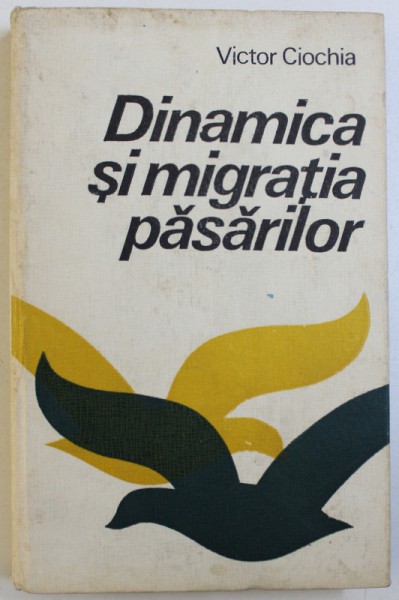 Victor Ciochia
Dinamica
și migrația
păsărilor